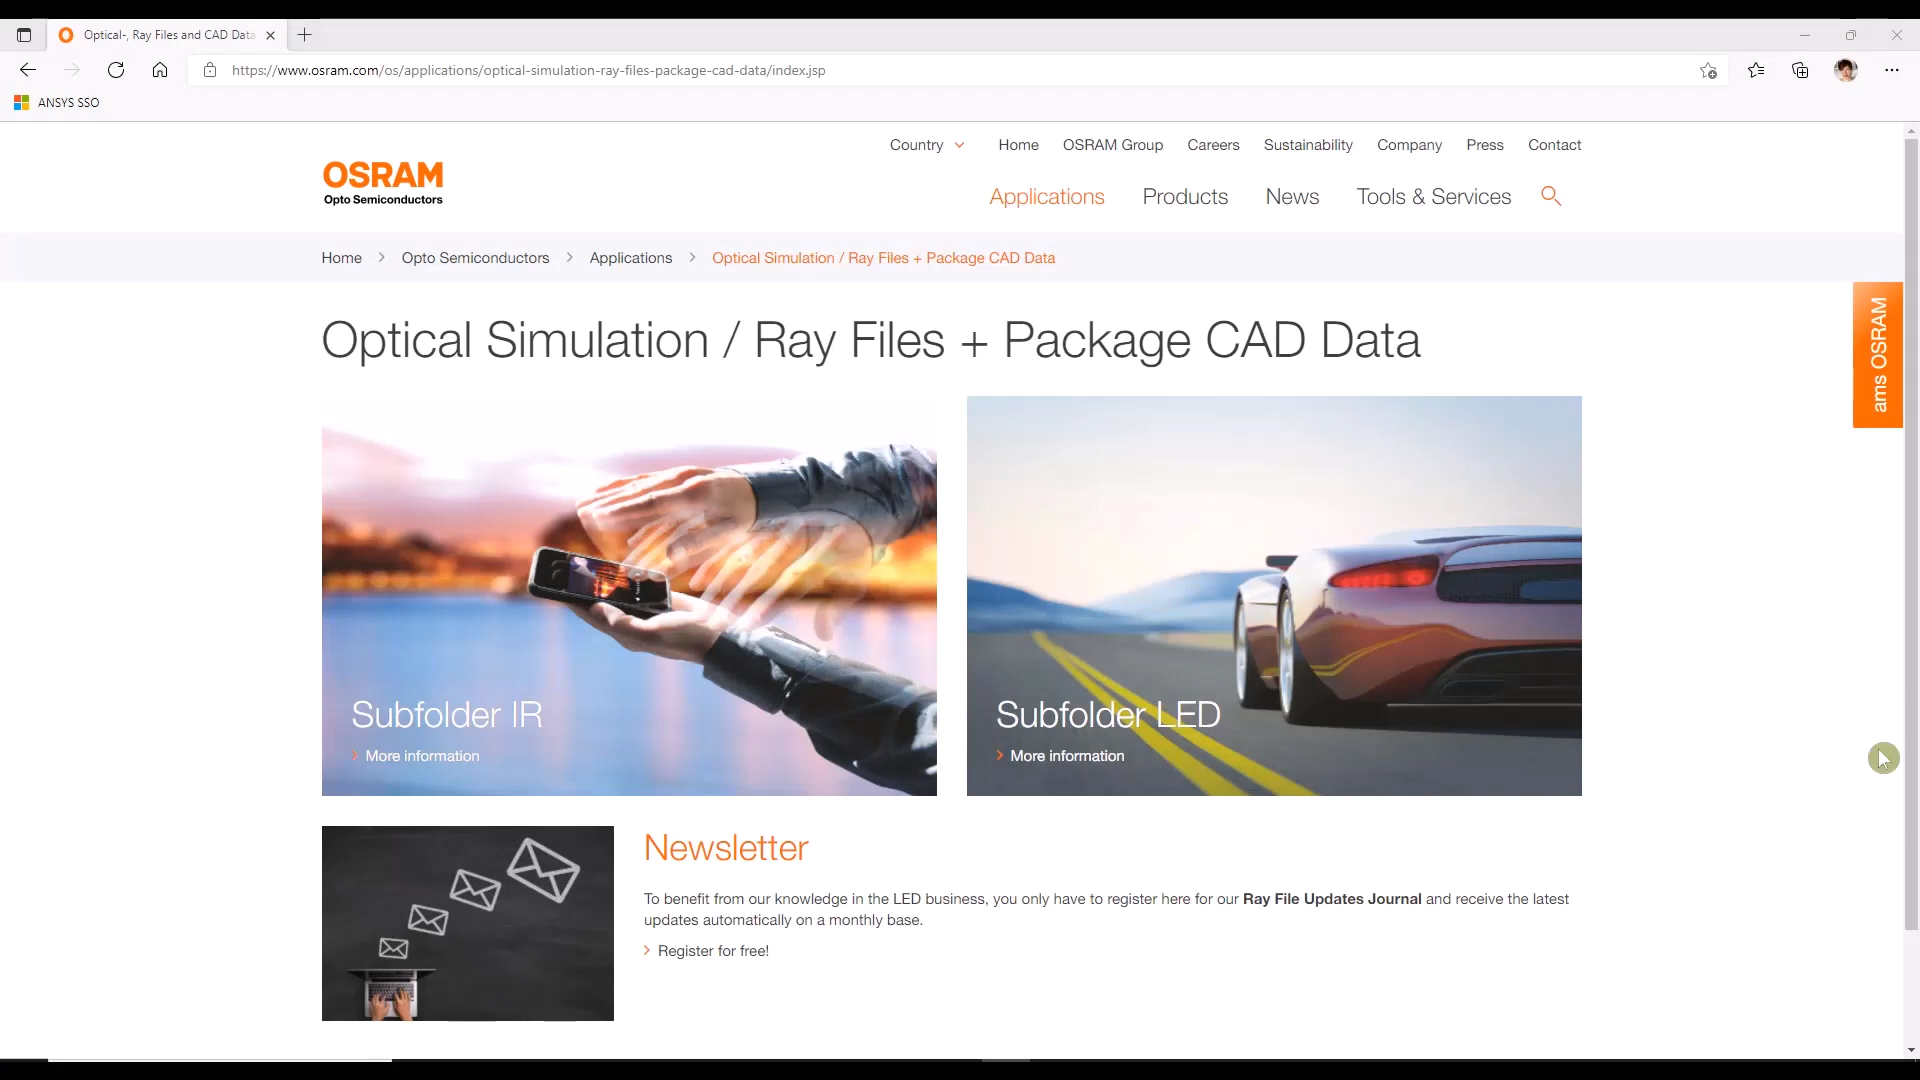 Optical-, Ray Files and CAD Data
https://www.osram.com/os/applications/optical-simulation-ray-files-package-cad-data/index.jsp
ANSYS SSO
Country
Home
OSRAM Group
Careers
Sustainability
Company
Press
Contact
OSRAM
Opto Semiconductors
Applications
Products
News
Tools & Services
Home
Opto Semiconductors
Applications
Optical Simulation / Ray Files + Package CAD Data
Optical Simulation / Ray Files + Package CAD Data
ams OSRAM
Subfolder IR
More information
Subfolder LED
More information
Newsletter
To benefit from our knowledge in the LED business, you only have to register here for our Ray File Updates Journal and receive the latest
updates automatically on a monthly base.
Register for free!